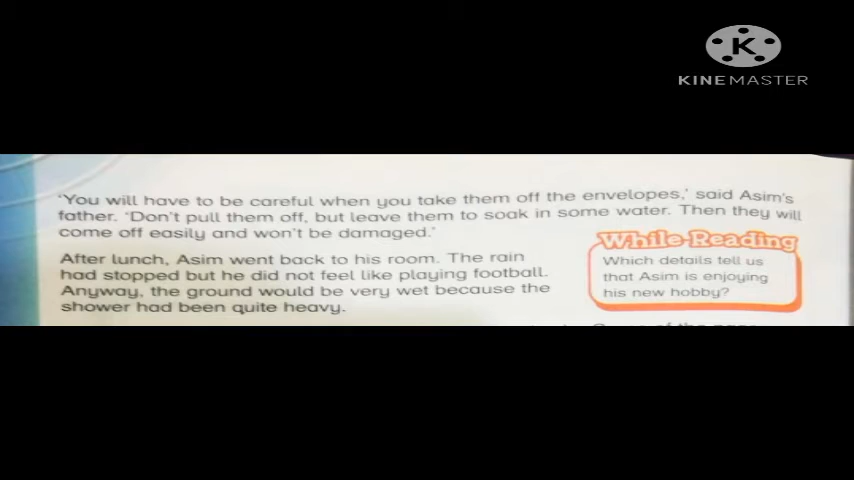 K
KINEMASTER
'You will have to be careful when you take them off the envelopes,' said Asim's
father. 'Don't pull them off, but leave them to soak in some water. Then they will
come off easily and won't be damaged.'
After lunch, Asim went back to his room. The rain
had stopped but he did not feel like playing football.
Anyway, the ground would be very wet because the
shower had been quite heavy.
While Reading
Which details tell us
that Asim is enjoying
his new hobby?